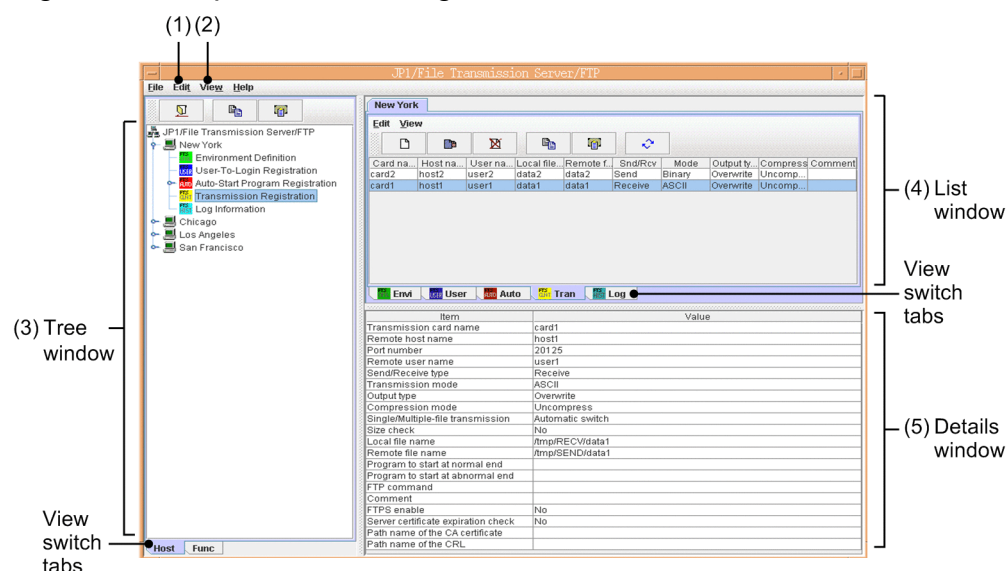 (1) (2)
JP1/File Transmission Server/FTP
File Edit View Help
JP1/File Transmission Server/FTP
New York
Environment Definition
User-To-Login Registration
Auto-Start Program Registration
Transmission Registration
Log Information
Chicago
Los Angeles
San Francisco
Host Func
New York
Edit View
Card na... Host na... User na... Local file... Remote f... Snd/Rcv Mode Output ty... Compress Comment
card2 host2 user2 data2 data2 Send Binary Overwrite Uncomp...
card1 host1 user1 data1 data1 Receive ASCII Overwrite Uncomp...
Envi User Auto Tran Log
Item Value
Transmission card name card1
Remote host name host1
Port number 20125
Remote user name user1
Send/Receive type Receive
Transmission mode ASCII
Output type Overwrite
Compression mode Uncompress
Single/Multiple-file transmission Automatic switch
Size check No
Local file name /tmp/RECV/data1
Remote file name /tmp/SEND/data1
Program to start at normal end
Program to start at abnormal end
FTP command
Comment
FTPS enable No
Server certificate expiration check No
Path name of the CA certificate
Path name of the CRL
(3) Tree
window
View
switch
tabs
(4) List
window
View
switch
tabs
(5) Details
window